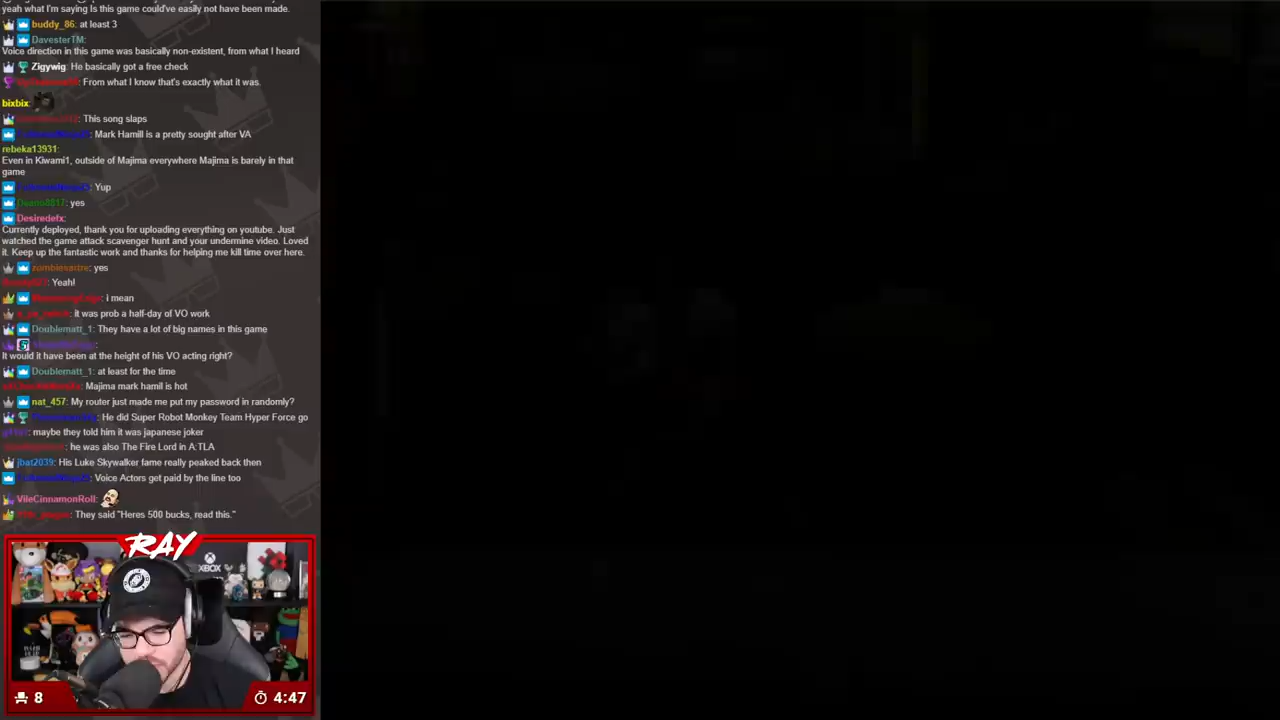 yeah what I'm saying Is this game could've easily not have been made.
buddy_86: at least 3
DavesterTM:
Voice direction in this game was basically non-existent, from what I heard
Zigywig: He basically got a free check
From what I know that's exactly what it was.
bixbix:
This song slaps
Mark Hamill is a pretty sought after VA
rebeka13931:
Even in Kiwami1, outside of Majima everywhere Majima is barely in that
game
Yup
Deano8817: yes
Desiredefx:
Currently deployed, thank you for uploading everything on youtube. Just
watched the game attack scavenger hunt and your undermine video. Loved
it. Keep up the fantastic work and thanks for helping me kill time over here.
zombiesartre: yes
Yeah!
i mean
it was prob a half-day of VO work
Doublematt_1: They have a lot of big names in this game
It would it have been at the height of his VO acting right?
Doublematt_1: at least for the time
Majima mark hamil is hot
nat_457: My router just made me put my password in randomly?
He did Super Robot Monkey Team Hyper Force go
maybe they told him it was japanese joker
he was also The Fire Lord in A:TLA
jbat2039: His Luke Skywalker fame really peaked back then
Voice Actors get paid by the line too
VileCinnamonRoll:
They said "Heres 500 bucks, read this."
RAY
XBOX
8
4:47